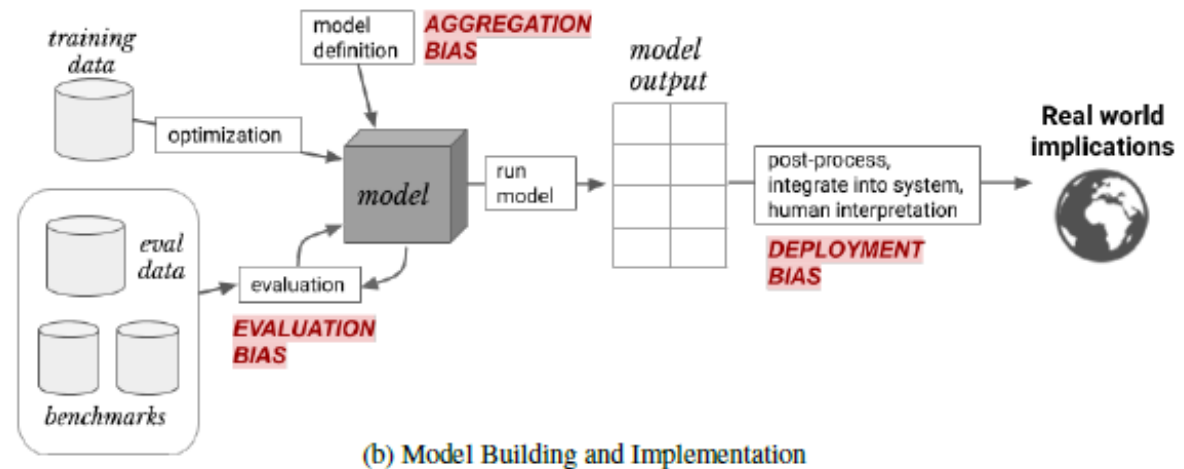 training
data
model
definition
AGGREGATION
BIAS
model
output
optimization
model
run
model
post-process,
integrate into system,
human interpretation
Real world
implications
DEPLOYMENT
BIAS
eval
data
evaluation
EVALUATION
BIAS
benchmarks
(b) Model Building and Implementation